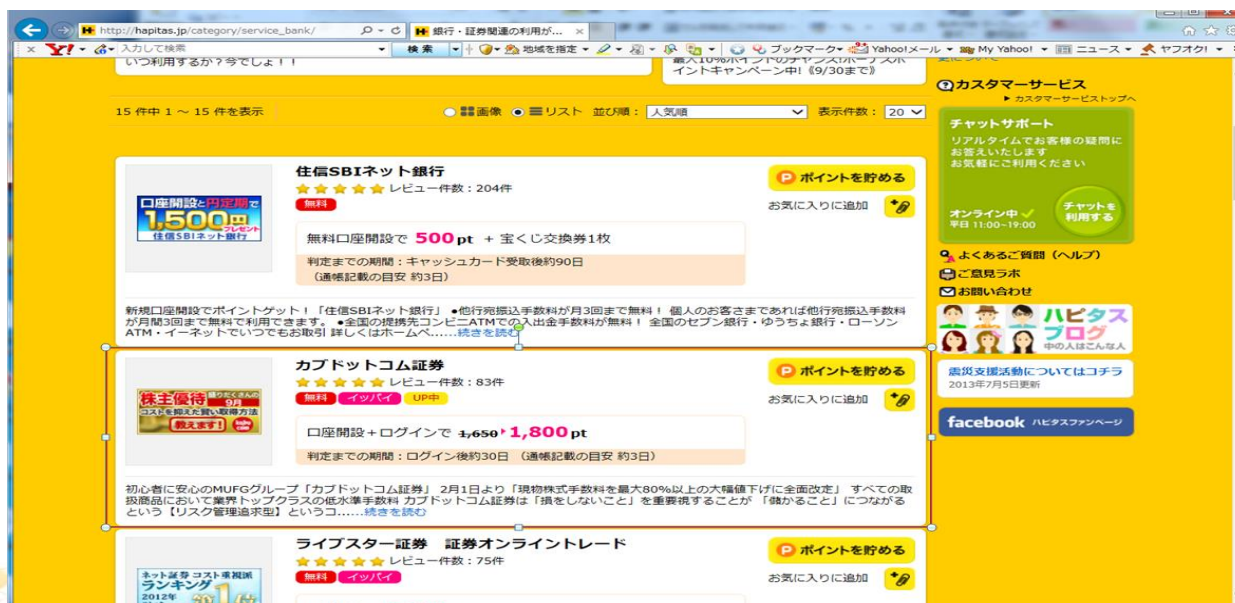 http://hapitas.jp/category/service_bank/
銀行・証券関連の利用が...
入力して検索
検索
地域を指定
ブックマーク
Yahoo!メール
My Yahoo!
ニュース
ヤフオク!
いつ利用するか?今でしょ!!
最大10%ポイントのチャンス!ボーナスポ
イントキャンペーン中!《9/30まで》
15 件中 1 ～ 15 件を表示
画像
リスト
並び順:
人気順
表示件数:
20
住信SBIネット銀行
レビュー件数:204件
無料
ポイントを貯める
お気に入りに追加
口座開設と円定期で
1,500円
プレゼント
住信SBIネット銀行
無料口座開設で 500pt + 宝くじ交換券1枚
判定までの期間:キャッシュカード受取後約90日
(通帳記載の目安 約3日)
新規口座開設でポイントゲット!「住信SBIネット銀行」 ●他行宛振込手数料が月3回まで無料! 個人のお客さまであれば他行宛振込手数料
が月間3回まで無料で利用できます。 ●全国の提携先コンビニATMでの入出金手数料が無料! 全国のセブン銀行・ゆうちょ銀行・ローソン
ATM・イーネットでいつでもお取引 詳しくはホームペ......続きを読む
カブドットコム証券
レビュー件数:83件
無料 イッパイ UP中
ポイントを貯める
お気に入りに追加
株主優待
9月
コストを抑えた賢い取得方法
教えます!
口座開設+ログインで 1,650 1,800pt
判定までの期間:ログイン後約30日 (通帳記載の目安 約3日)
初心者に安心のMUFGグループ「カブドットコム証券」 2月1日より「現物株式手数料を最大80%以上の大幅値下げに全面改定」 すべての取
扱商品において業界トップクラスの低水準手数料 カブドットコム証券は「損をしないこと」を重要視することが 「儲かること」につながる
という【リスク管理追求型】というコ......続きを読む
ライブスター証券 証券オンライントレード
レビュー件数:75件
無料 イッパイ
ポイントを貯める
お気に入りに追加
ネット証券 コスト重視派
ランキング
2012年
カスタマーサービス
カスタマーサービストップへ
チャットサポート
リアルタイムでお客様の疑問に
お答えいたします
お気軽にご利用ください
オンライン中
平日 11:00~19:00
チャットを
利用する
よくあるご質問(ヘルプ)
ご意見ラボ
お問い合わせ
ハピタス
ブログ
中の人はこんな人
震災支援活動についてはコチラ
2013年7月5日更新
facebook ハピタスファンページ